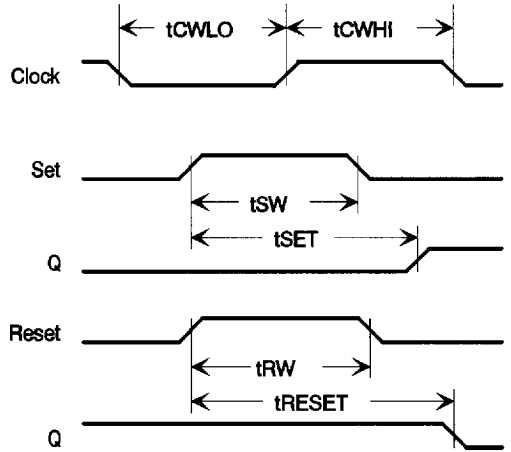 tCWLO tCWHI
Clock
Set
tSW
tSET
Q
Reset
tRW
tRESET
Q